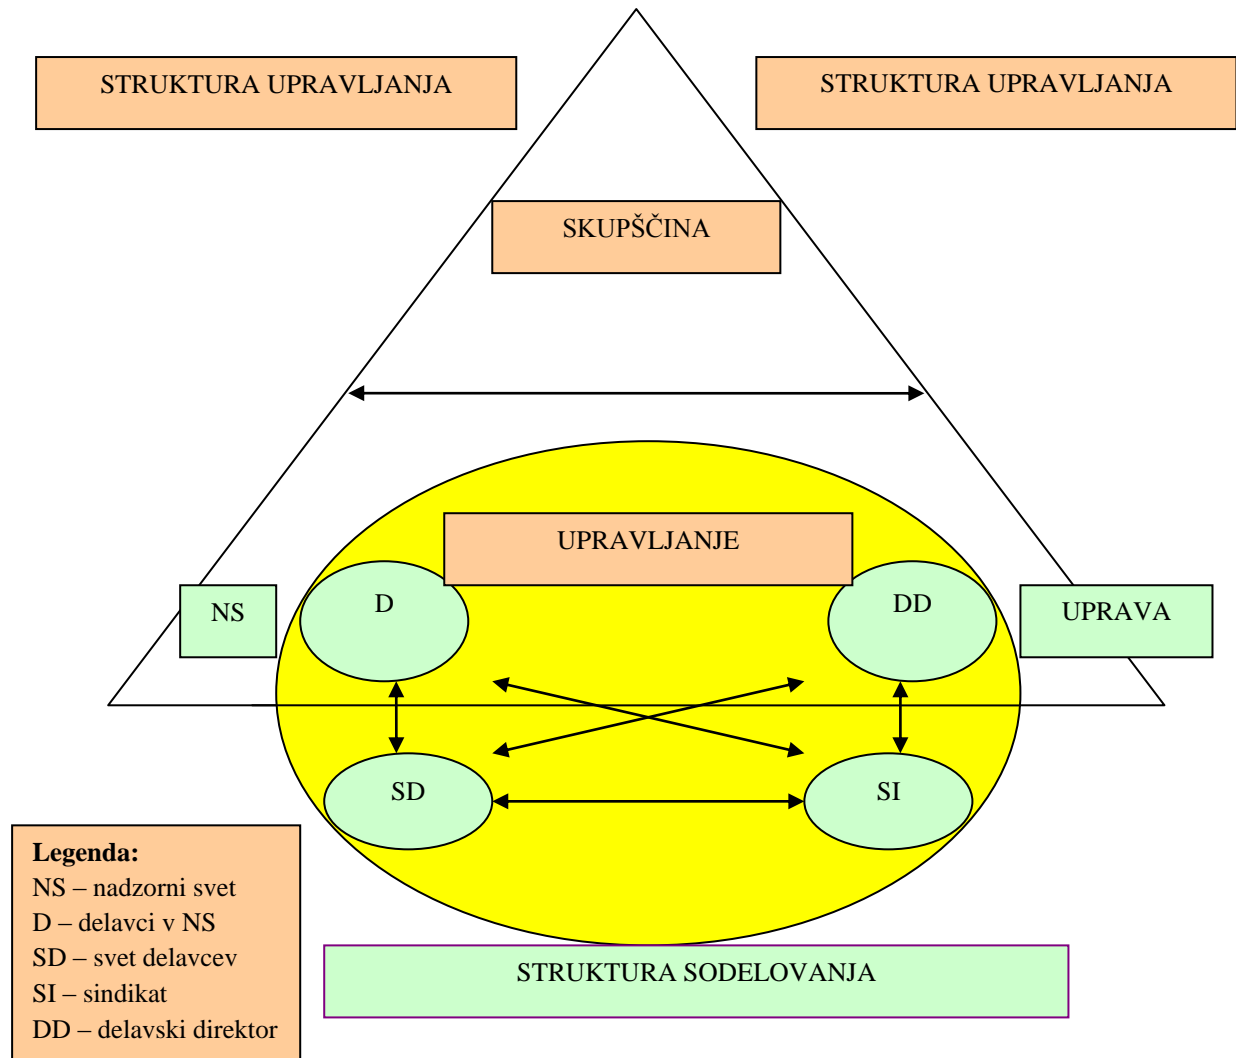 STRUKTURA UPRAVLJANJA
STRUKTURA UPRAVLJANJA
SKUPŠČINA
UPRAVLJANJE
NS
D
DD
UPRAVA
SD
SI
Legenda:
NS – nadzorni svet
D – delavci v NS
SD – svet delavcev
SI – sindikat
DD – delavski direktor
STRUKTURA SODELOVANJA